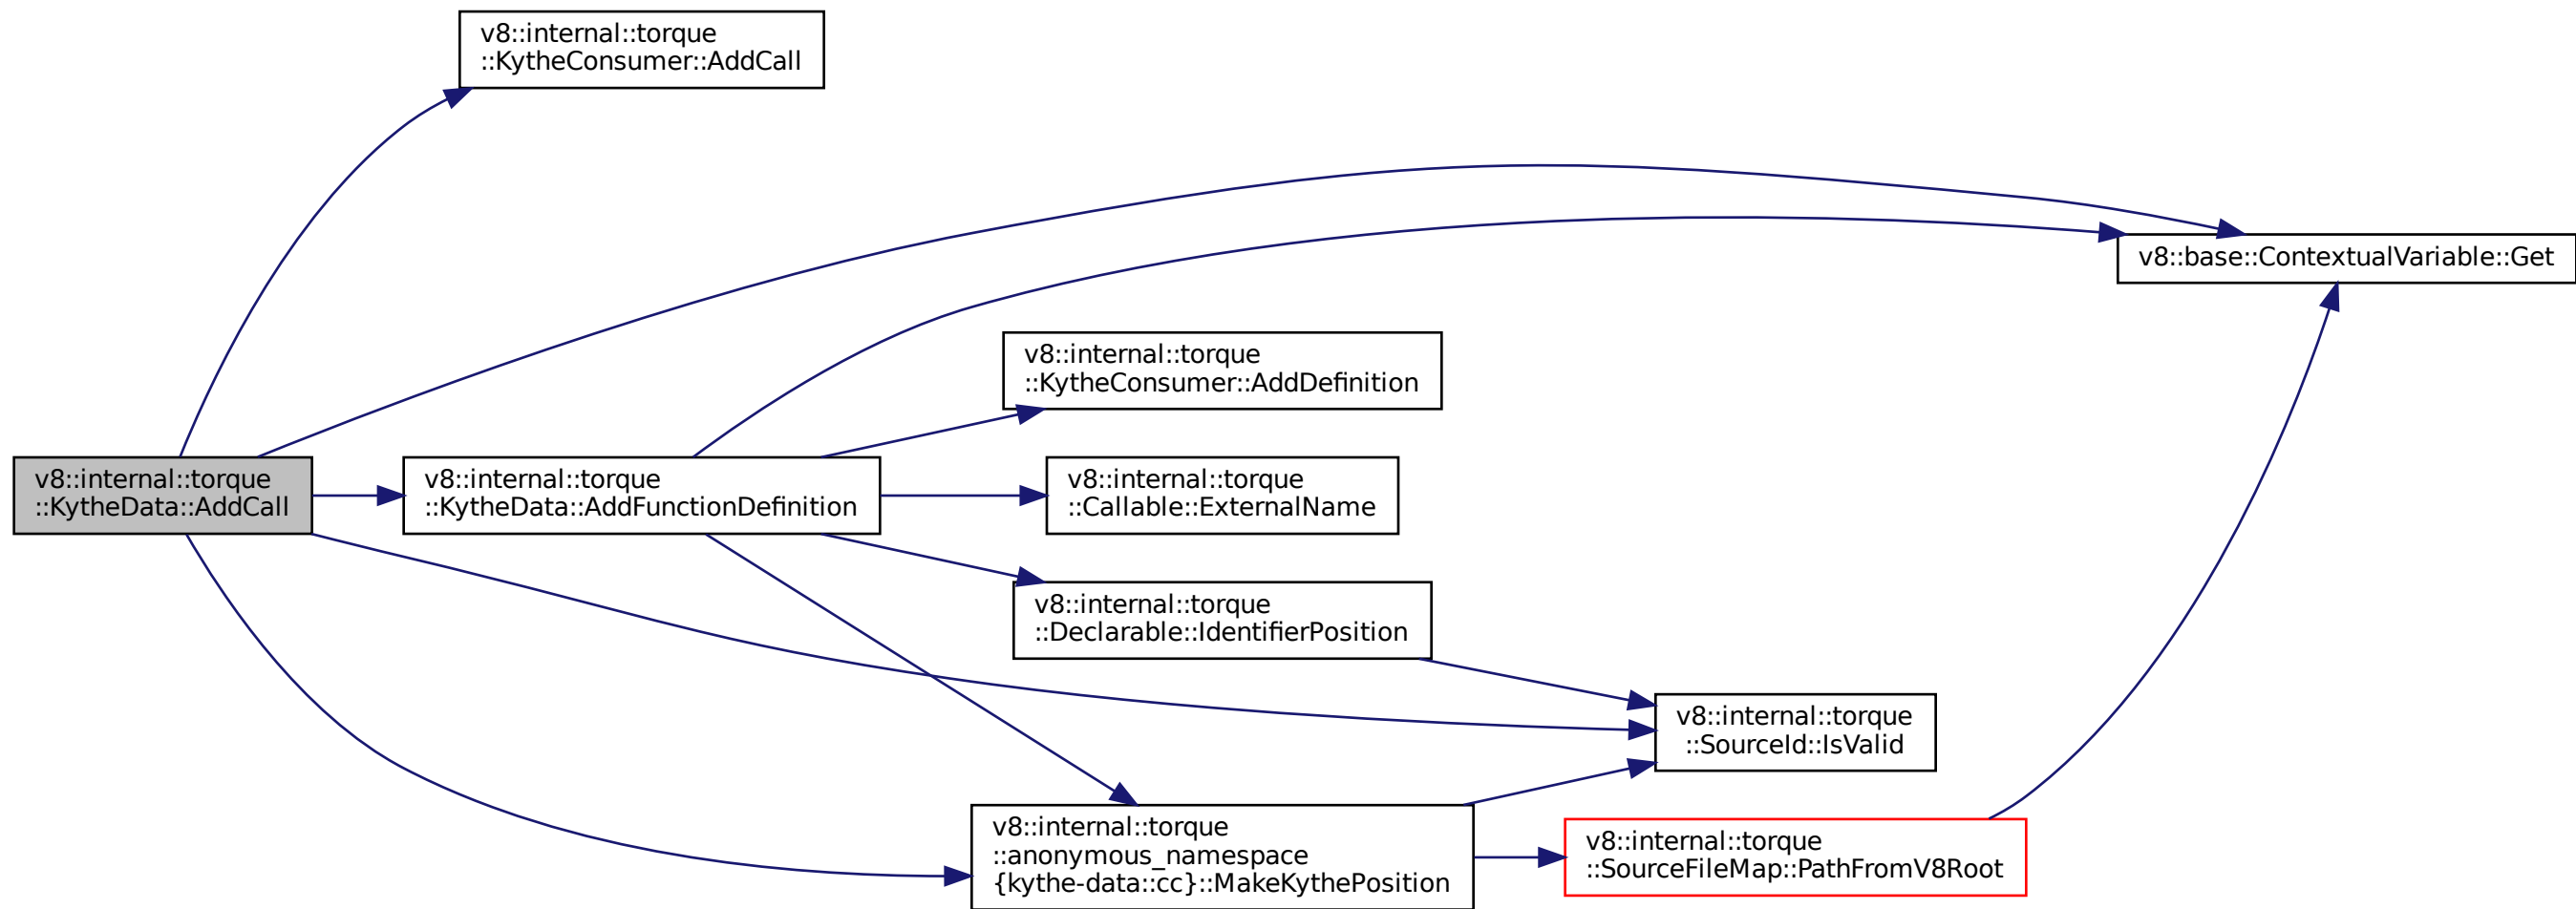 v8::internal::torque
::KytheConsumer::AddCall
v8::base::ContextualVariable::Get
v8::internal::torque
::KytheConsumer::AddDefinition
v8::internal::torque
::KytheData::AddCall
v8::internal::torque
::KytheData::AddFunctionDefinition
v8::internal::torque
::Callable::ExternalName
v8::internal::torque
::Declarable::IdentifierPosition
v8::internal::torque
::SourceId::IsValid
v8::internal::torque
::anonymous_namespace
{kythe-data::cc}::MakeKythePosition
v8::internal::torque
::SourceFileMap::PathFromV8Root